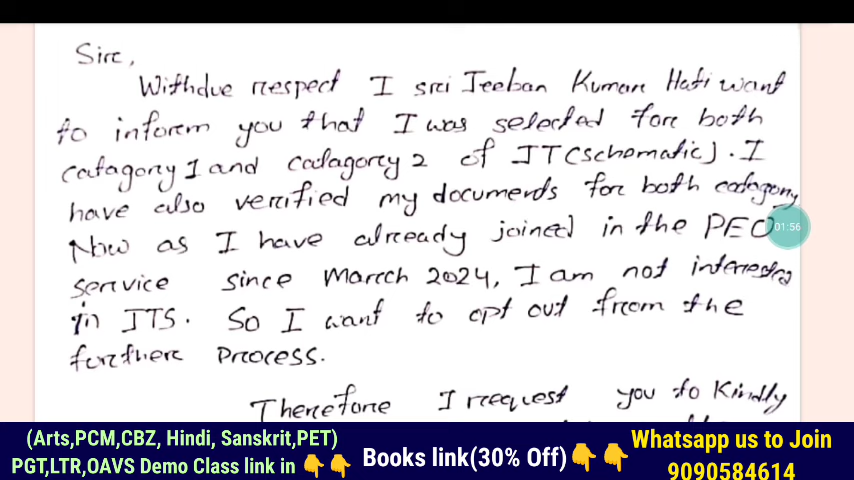 Sir,
Withdue respect I sri Jeeban Kumar Hati want
to inform you that I was selected for both
catagory 1 and catagory 2 of JT(schematic). I
have also verified my documents for both catagory
Now as I have already joined in the PEO
service since March 2024, I am not interested
in JTS. So I want to opt out from the
further process.
Therefore I request you to kindly
1:56
(Arts,PCM,CBZ, Hindi, Sanskrit,PET)
PGT,LTR,OAVS Demo Class link in 👇👇
Books link(30% Off)👇👇
Whatsapp us to Join
9090584614